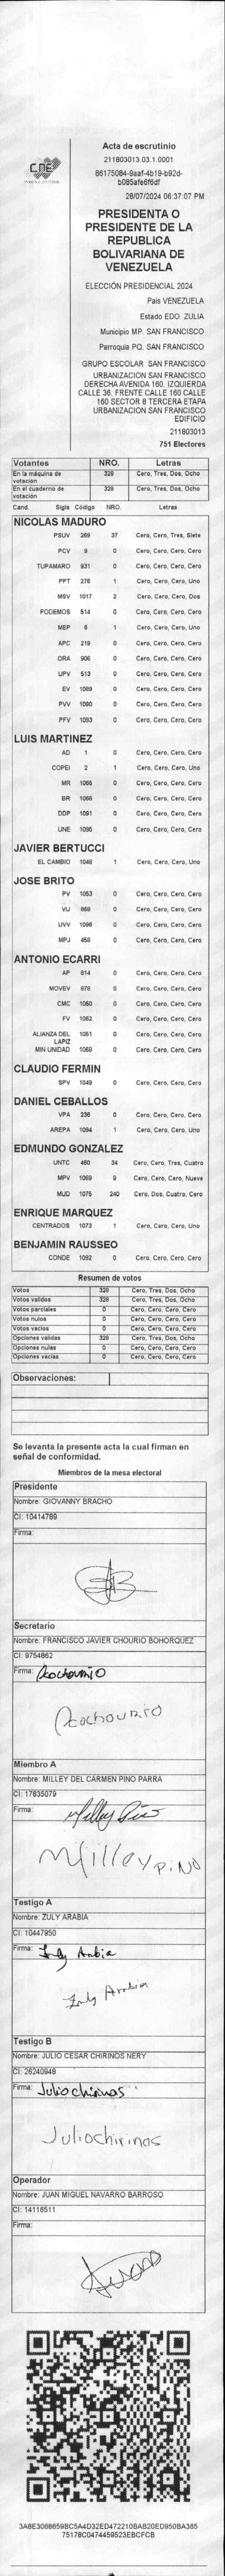 CNE
Acta de escrutinio
211803013.03.1.0001
28/07/2024 06:37:07 PM
PRESIDENTA O
PRESIDENTE DE LA
REPUBLICA
BOLIVARIANA DE
VENEZUELA
ELECCIÓN PRESIDENCIAL 2024
Pais VENEZUELA
Estado EDO. ZULIA
Municipio MP. SAN FRANCISCO
Parroquia PQ. SAN FRANCISCO
GRUPO ESCOLAR SAN FRANCISCO
URBANIZACION SAN FRANCISCO
DERECHA AVENIDA 160. IZQUIERDA
CALLE 36. FRENTE CALLE 160 CALLE
160 SECTOR 8 TERCERA ETAPA
URBANIZACION SAN FRANCISCO
EDIFICIO
211803013
751 Electores
Votantes NRO. Letras
En la máquina de votación 328 Cero, Tres, Dos, Ocho
En el cuaderno de votación 328 Cero, Tres, Dos, Ocho
Cand. Sigla Código NRO. Letras
NICOLAS MADURO
PSUV 269 37 Cero, Cero, Tres, Siete
PCV 9 0 Cero, Cero, Cero, Cero
TUPAMARO 931 0 Cero, Cero, Cero, Cero
PPT 276 1 Cero, Cero, Cero, Uno
MSV 1017 2 Cero, Cero, Cero, Dos
PODEMOS 514 0 Cero, Cero, Cero, Cero
MEP 6 1 Cero, Cero, Cero, Uno
APC 219 0 Cero, Cero, Cero, Cero
ORA 906 0 Cero, Cero, Cero, Cero
UPV 513 0 Cero, Cero, Cero, Cero
EV 1089 0 Cero, Cero, Cero, Cero
PVV 1090 0 Cero, Cero, Cero, Cero
PFV 1093 0 Cero, Cero, Cero, Cero
LUIS MARTINEZ
AD 1 0 Cero, Cero, Cero, Cero
COPEI 2 1 Cero, Cero, Cero, Uno
MR 1065 0 Cero, Cero, Cero, Cero
BR 1066 0 Cero, Cero, Cero, Cero
DDP 1091 0 Cero, Cero, Cero, Cero
UNE 1095 0 Cero, Cero, Cero, Cero
JAVIER BERTUCCI
EL CAMBIO 1048 1 Cero, Cero, Cero, Uno
JOSE BRITO
PV 1053 0 Cero, Cero, Cero, Cero
VU 868 0 Cero, Cero, Cero, Cero
UVV 1096 0 Cero, Cero, Cero, Cero
MPJ 458 0 Cero, Cero, Cero, Cero
ANTONIO ECARRI
AP 814 0 Cero, Cero, Cero, Cero
MOVEV 878 0 Cero, Cero, Cero, Cero
CMC 1050 0 Cero, Cero, Cero, Cero
FV 1052 0 Cero, Cero, Cero, Cero
ALIANZA DEL LAPIZ 1051 0 Cero, Cero, Cero, Cero
MIN UNIDAD 1068 0 Cero, Cero, Cero, Cero
CLAUDIO FERMIN
SPV 1049 0 Cero, Cero, Cero, Cero
DANIEL CEBALLOS
VPA 236 0 Cero, Cero, Cero, Cero
AREPA 1094 1 Cero, Cero, Cero, Uno
EDMUNDO GONZALEZ
UNTC 460 34 Cero, Cero, Tres, Cuatro
MPV 1069 9 Cero, Cero, Cero, Nueve
MUD 1075 240 Cero, Dos, Cuatro, Cero
ENRIQUE MARQUEZ
CENTRADOS 1073 1 Cero, Cero, Cero, Uno
BENJAMIN RAUSSEO
CONDE 1092 0 Cero, Cero, Cero, Cero
Resumen de votos
Votos 328 Cero, Tres, Dos, Ocho
Votos validos 328 Cero, Tres, Dos, Ocho
Votos parciales 0 Cero, Cero, Cero, Cero
Votos nulos 0 Cero, Cero, Cero, Cero
Votos vacios 0 Cero, Cero, Cero, Cero
Opciones validas 328 Cero, Tres, Dos, Ocho
Opciones nulas 0 Cero, Cero, Cero, Cero
Opciones vacias 0 Cero, Cero, Cero, Cero
Observaciones:
Se levanta la presente acta la cual firman en
señal de conformidad.
Miembros de la mesa electoral
Presidente
Nombre: GIOVANNY BRACHO
CI: 10414789
Firma:
Secretario
Nombre: FRANCISCO JAVIER CHOURIO BOHORQUEZ
CI: 9754862
Firma:
Miembro A
Nombre: MILLEY DEL CARMEN PINO PARRA
CI: 17835079
Firma: Milley Pino
Milley PiNO
Testigo A
Nombre: ZULY ARABIA
CI: 10447950
Firma: Zuly Arabia
Zuly Arabia
Testigo B
Nombre: JULIO CESAR CHIRINOS NERY
CI: 26240948
Firma: Julio chirinos
Julio chirinos
Operador
Nombre: JUAN MIGUEL NAVARRO BARROSO
CI: 14116511
Firma:
3A8E3068659BC5A4D32ED472210BAB20ED950BA365
75178C0474459523EBCFCB